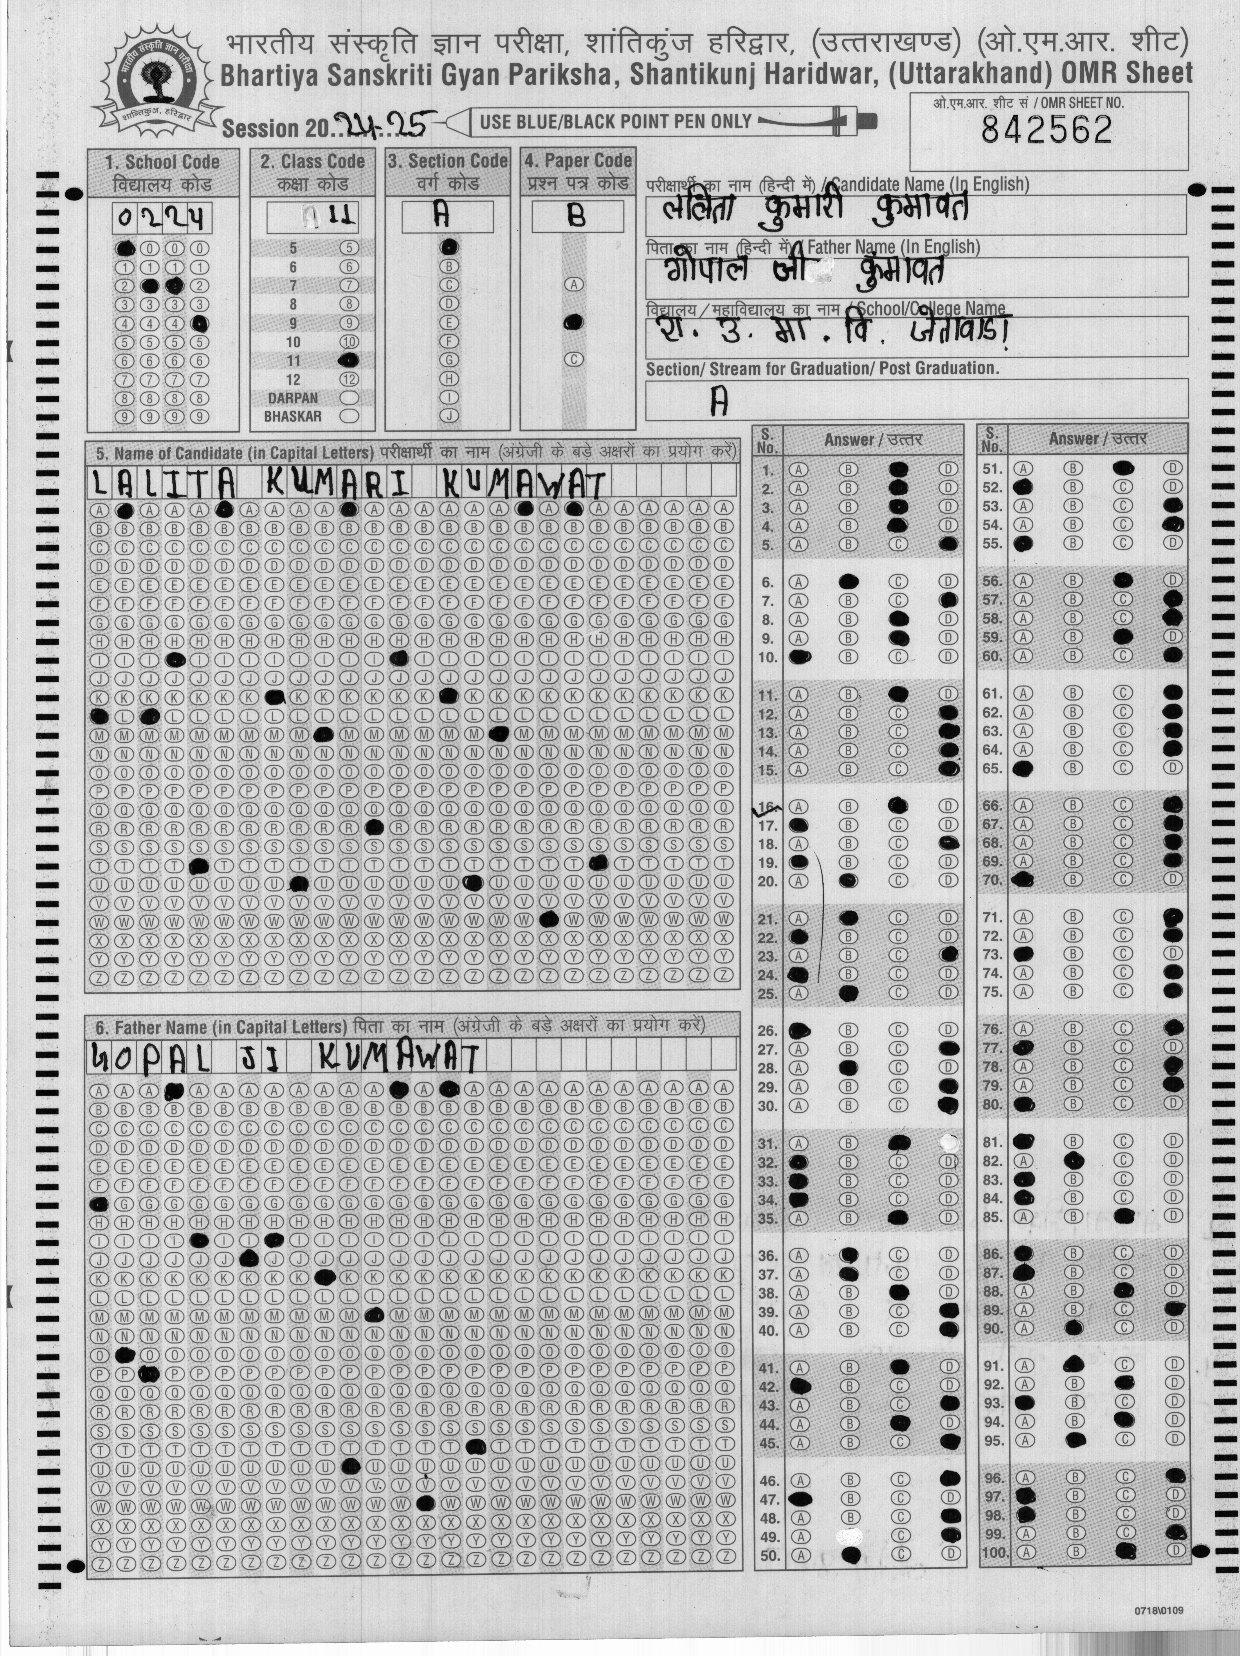 भारतीय संस्कृति ज्ञान परीक्षा, शांतिकुंज हरिद्वार, (उत्तराखण्ड) (ओ.एम.आर. शीट)
Bhartiya Sanskriti Gyan Pariksha, Shantikunj Haridwar, (Uttarakhand) OMR Sheet
Session 2024-25
USE BLUE/BLACK POINT PEN ONLY
ओ.एम.आर. शीट सं / OMR SHEET NO.
842562
1. School Code
विद्यालय कोड
0224
2. Class Code
कक्षा कोड
11
3. Section Code
वर्ग कोड
A
4. Paper Code
प्रश्न पत्र कोड
B
5
6
7
8
9
10
11
12
DARPAN
BHASKAR
परीक्षार्थी का नाम (हिन्दी में) / Candidate Name (In English)
ललिता कुमारी कुमावत
पिता का नाम (हिन्दी में) / Father Name (In English)
गोपाल जी कुमावत
विद्यालय / महाविद्यालय का नाम / School/College Name
रा. उ. मा. वि. जेतावाड़ा
Section/ Stream for Graduation/ Post Graduation.
A
5. Name of Candidate (in Capital Letters) परीक्षार्थी का नाम (अंग्रेजी के बड़े अक्षरों का प्रयोग करें)
LALITA KUMARI KUMAWAT
6. Father Name (in Capital Letters) पिता का नाम (अंग्रेजी के बड़े अक्षरों का प्रयोग करें)
GOPAL JI KUMAWAT
S. No. Answer / उत्तर
S. No. Answer / उत्तर
0718\0109